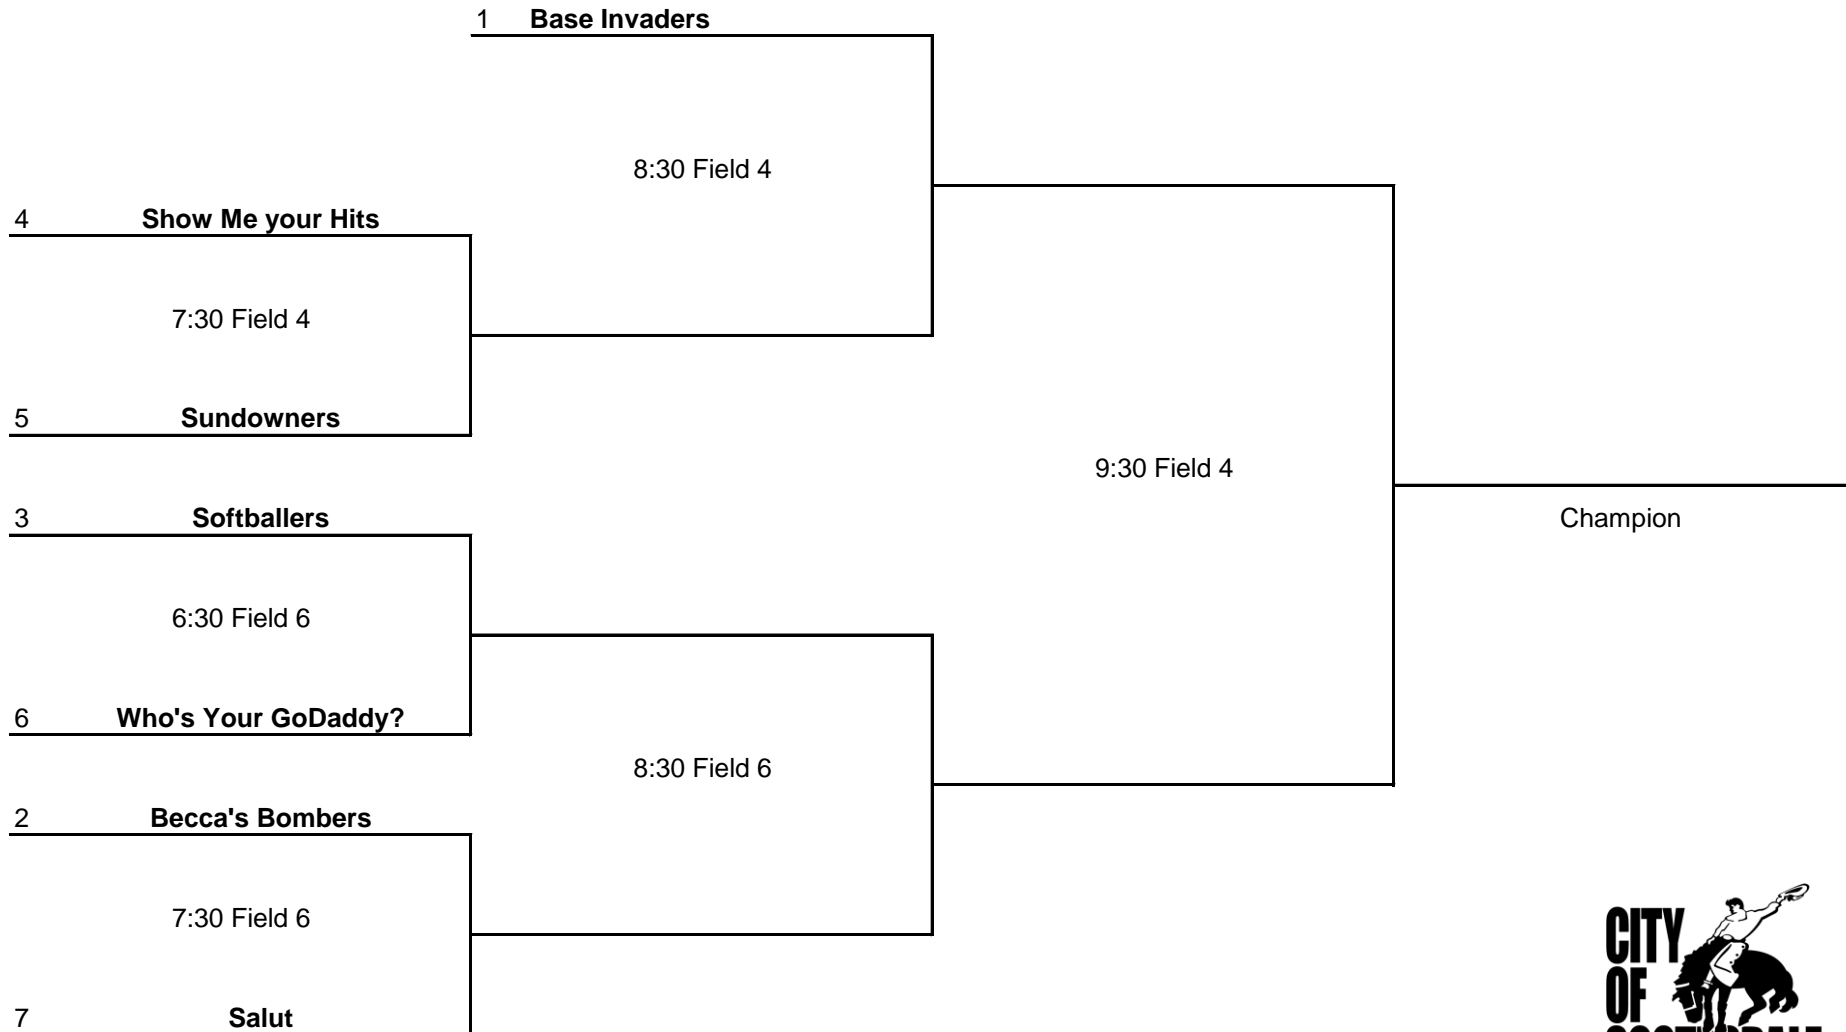 1 Base Invaders
8:30 Field 4
4 Show Me your Hits
7:30 Field 4
5 Sundowners
9:30 Field 4
3 Softballers
Champion
6:30 Field 6
6 Who's Your GoDaddy?
8:30 Field 6
2 Becca's Bombers
7:30 Field 6
7 Salut
CITY
OF